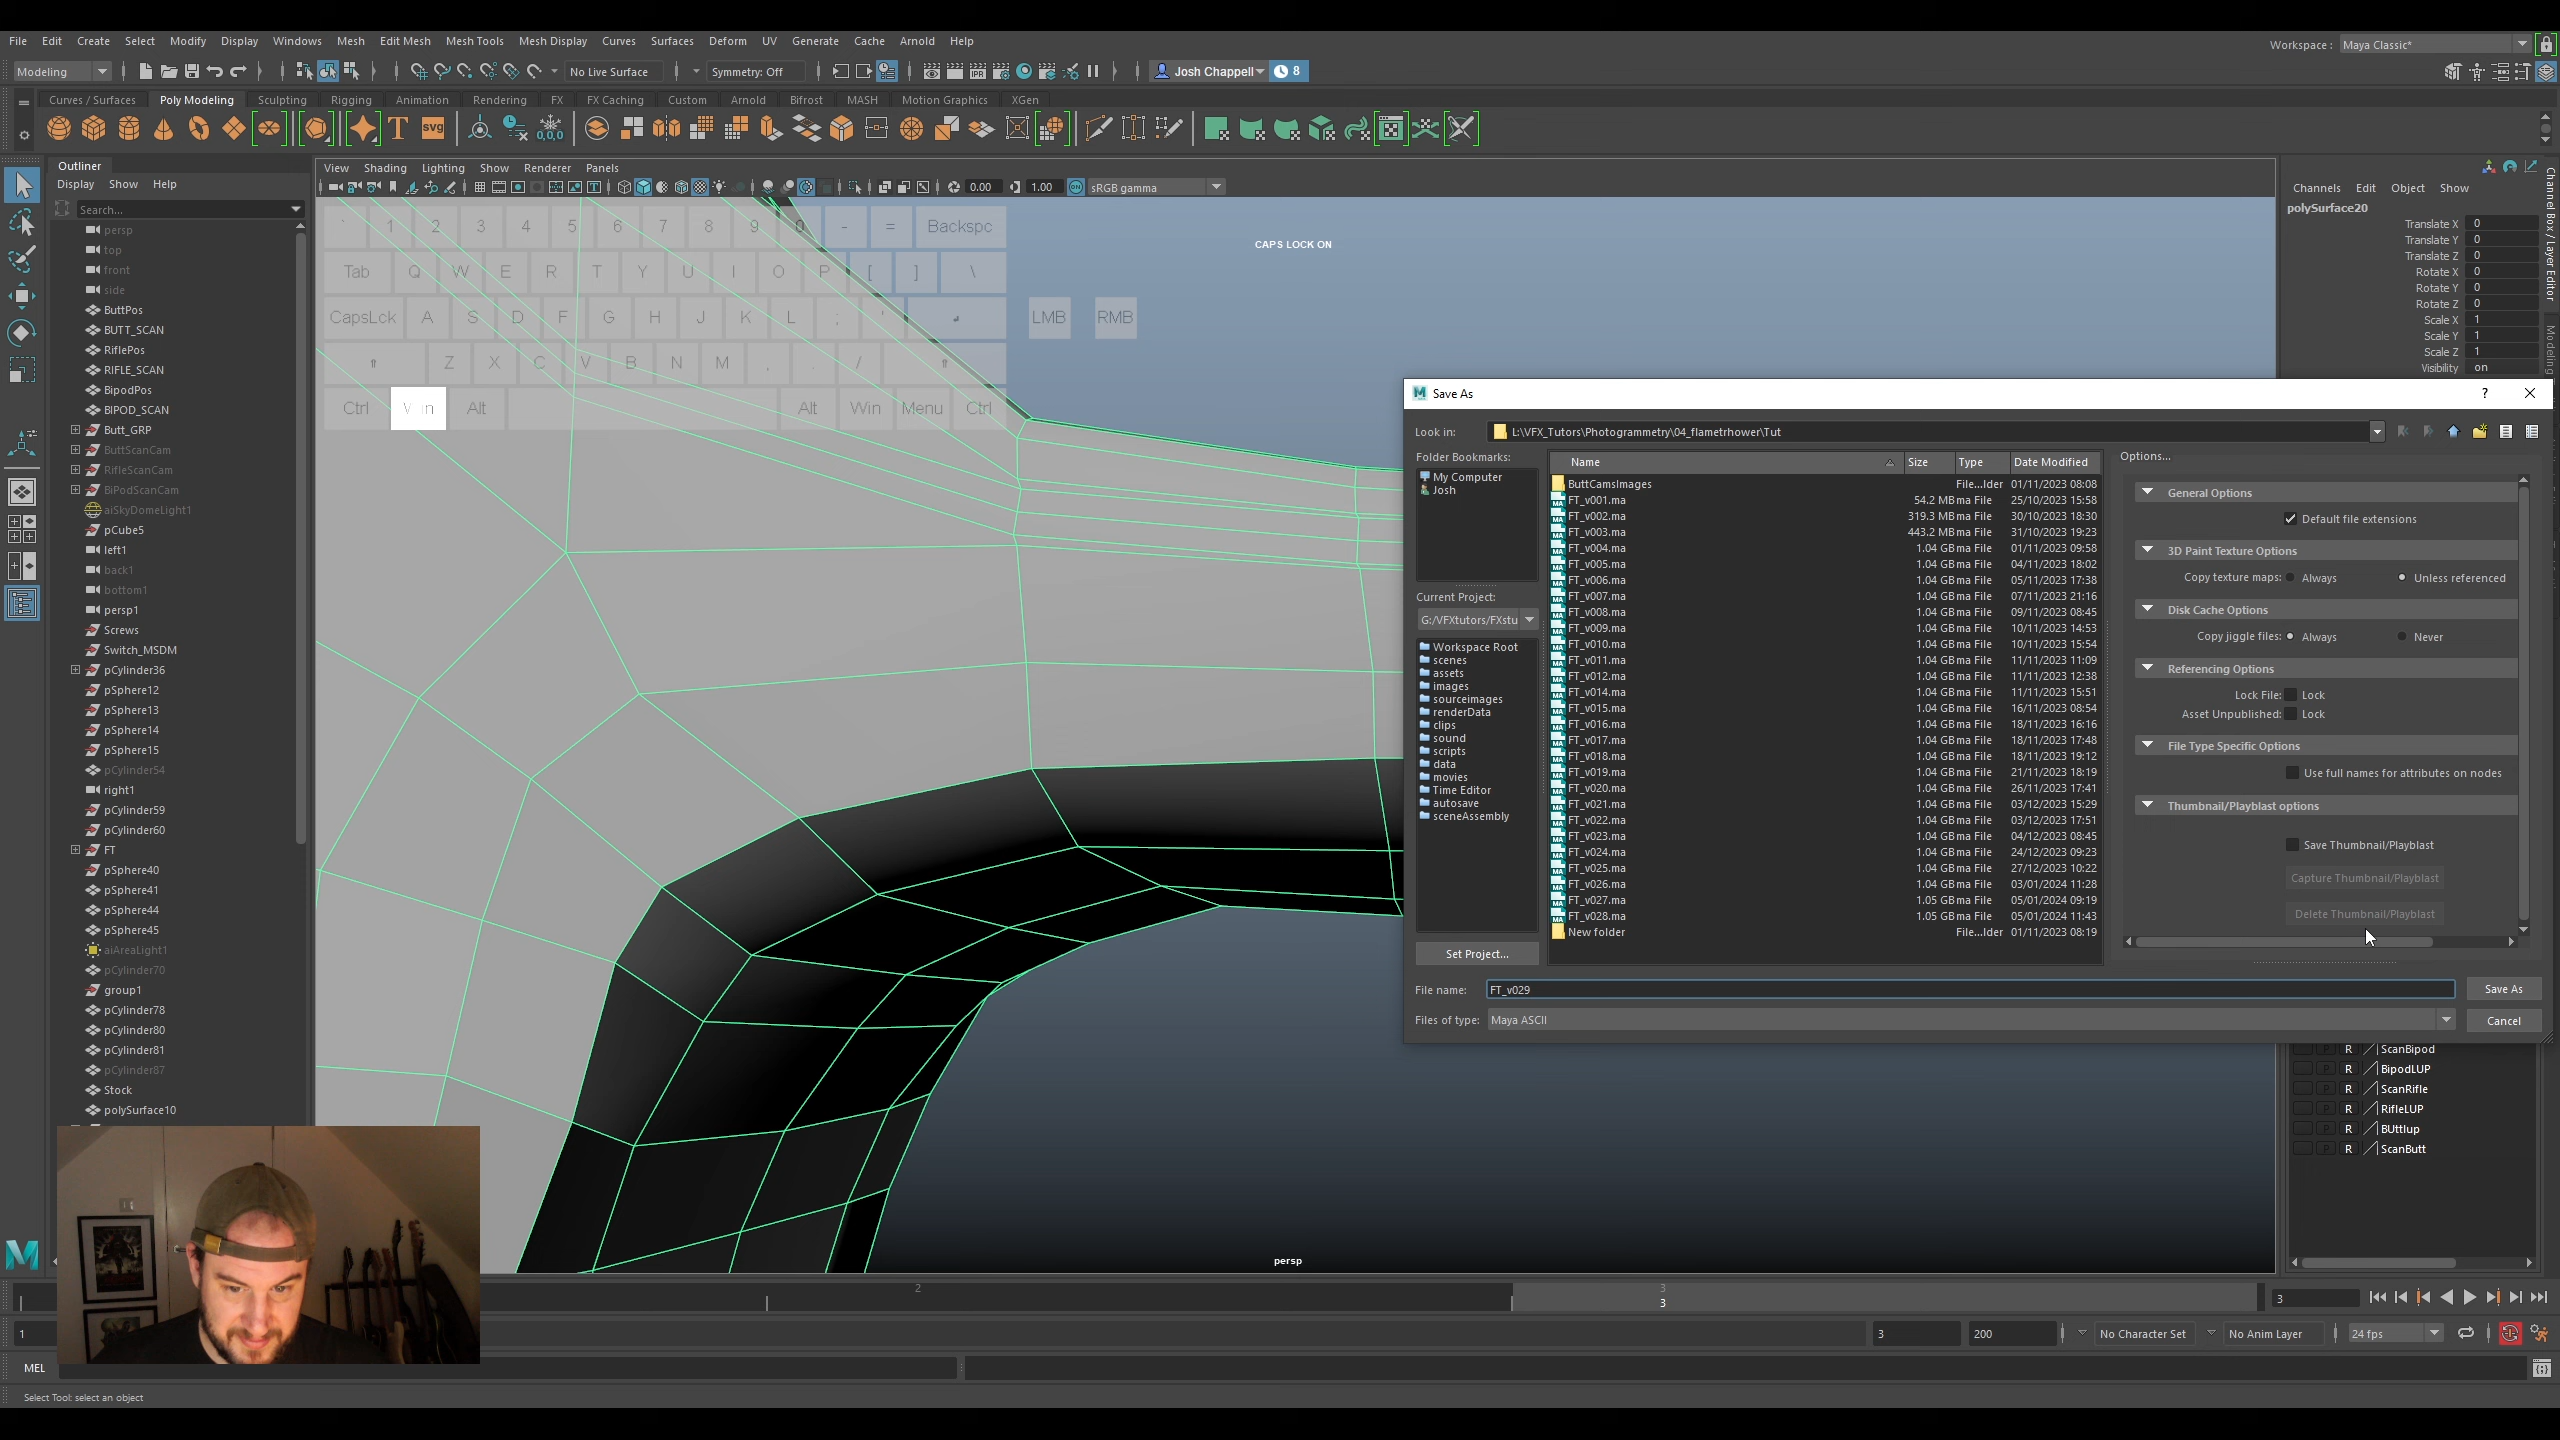 File Edit Create Select Modify Display Windows Mesh Edit Mesh Mesh Tools Mesh Display Curves Surfaces Deform UV Generate Cache Arnold Help
Workspace : Maya Classic*
Modeling
No Live Surface
Symmetry: Off
Josh Chappell
8
Curves / Surfaces Poly Modeling Sculpting Rigging Animation Rendering FX FX Caching Custom Arnold Bifrost MASH Motion Graphics XGen
Outliner
Display Show Help
Search...
persp
top
front
side
ButtPos
BUTT_SCAN
RiflePos
RIFLE_SCAN
BipodPos
BIPOD_SCAN
Butt_GRP
ButtScanCam
RifleScanCam
BiPodScanCam
aiSkyDomeLight1
pCube5
left1
back1
bottom1
persp1
Screws
Switch_MSDM
pCylinder36
pSphere12
pSphere13
pSphere14
pSphere15
pCylinder54
right1
pCylinder59
pCylinder60
FT
pSphere40
pSphere41
pSphere44
pSphere45
aiAreaLight1
pCylinder70
group1
pCylinder78
pCylinder80
pCylinder81
pCylinder87
Stock
polySurface10
View Shading Lighting Show Renderer Panels
0.00 1.00 sRGB gamma
` 1 2 3 4 5 6 7 8 9 0 - = Backspc
Tab Q W E R T Y U I O P [ ] \
CapsLck A S D F G H J K L ; ' LMB RMB
Z X C V B N M , . /
Ctrl Win Alt Alt Win Menu Ctrl
CAPS LOCK ON
persp
Channels Edit Object Show
polySurface20
Translate X 0
Translate Y 0
Translate Z 0
Rotate X 0
Rotate Y 0
Rotate Z 0
Scale X 1
Scale Y 1
Scale Z 1
Visibility on
Channel Box / Layer Editor
Save As
Look in: L:\VFX_Tutors\Photogrammetry\04_flametrhower\Tut
Folder Bookmarks:
My Computer
Josh
Current Project:
G:/VFXtutors/FXstu
Workspace Root
scenes
assets
images
sourceimages
renderData
clips
sound
scripts
data
movies
Time Editor
autosave
sceneAssembly
Set Project...
Name Size Type Date Modified
ButtCamsImages File...lder 01/11/2023 08:08
FT_v001.ma 54.2 MB ma File 25/10/2023 15:58
FT_v002.ma 319.3 MB ma File 30/10/2023 18:30
FT_v003.ma 443.2 MB ma File 31/10/2023 19:23
FT_v004.ma 1.04 GB ma File 01/11/2023 09:58
FT_v005.ma 1.04 GB ma File 04/11/2023 18:02
FT_v006.ma 1.04 GB ma File 05/11/2023 17:38
FT_v007.ma 1.04 GB ma File 07/11/2023 21:16
FT_v008.ma 1.04 GB ma File 09/11/2023 08:45
FT_v009.ma 1.04 GB ma File 10/11/2023 14:53
FT_v010.ma 1.04 GB ma File 10/11/2023 15:54
FT_v011.ma 1.04 GB ma File 11/11/2023 11:09
FT_v012.ma 1.04 GB ma File 11/11/2023 12:38
FT_v014.ma 1.04 GB ma File 11/11/2023 15:51
FT_v015.ma 1.04 GB ma File 16/11/2023 08:54
FT_v016.ma 1.04 GB ma File 18/11/2023 16:16
FT_v017.ma 1.04 GB ma File 18/11/2023 17:48
FT_v018.ma 1.04 GB ma File 18/11/2023 19:12
FT_v019.ma 1.04 GB ma File 21/11/2023 18:19
FT_v020.ma 1.04 GB ma File 26/11/2023 17:41
FT_v021.ma 1.04 GB ma File 03/12/2023 15:29
FT_v022.ma 1.04 GB ma File 03/12/2023 17:51
FT_v023.ma 1.04 GB ma File 04/12/2023 08:45
FT_v024.ma 1.04 GB ma File 24/12/2023 09:23
FT_v025.ma 1.04 GB ma File 27/12/2023 10:22
FT_v026.ma 1.04 GB ma File 03/01/2024 11:28
FT_v027.ma 1.05 GB ma File 05/01/2024 09:19
FT_v028.ma 1.05 GB ma File 05/01/2024 11:43
New folder File...lder 01/11/2023 08:19
Options...
General Options
Default file extensions
3D Paint Texture Options
Copy texture maps: Always Unless referenced
Disk Cache Options
Copy jiggle files: Always Never
Referencing Options
Lock File: Lock
Asset Unpublished: Lock
File Type Specific Options
Use full names for attributes on nodes
Thumbnail/Playblast options
Save Thumbnail/Playblast
Capture Thumbnail/Playblast
Delete Thumbnail/Playblast
File name: FT_v029 Save As
Files of type: Maya ASCII Cancel
R ScanBipod
R BipodLUP
R ScanRifle
R RifleLUP
R BUttlup
R ScanButt
2 3
3 3
1 3 200 No Character Set No Anim Layer 24 fps
MEL
Select Tool: select an object